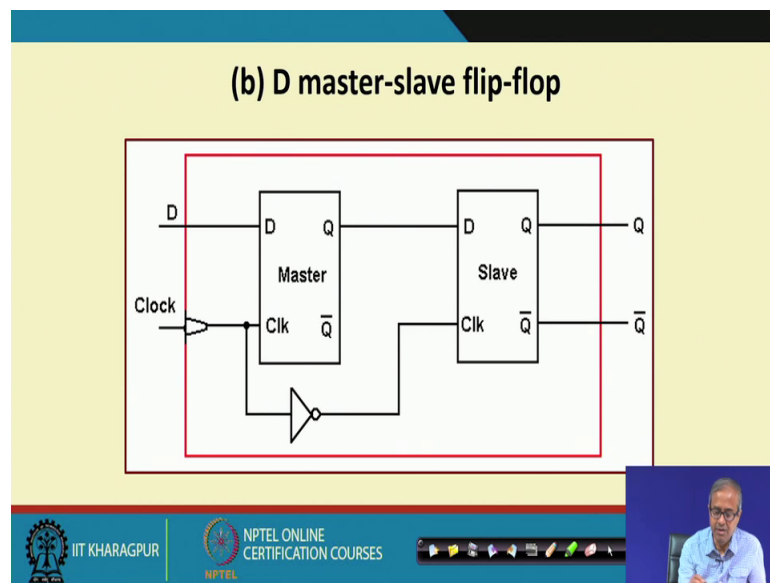 (b) D master-slave flip-flop
D
D Q
D Q
Q
Master
Slave
Clock
Clk Q̅
Clk Q̅
Q̅
IIT KHARAGPUR
NPTEL
NPTEL ONLINE
CERTIFICATION COURSES